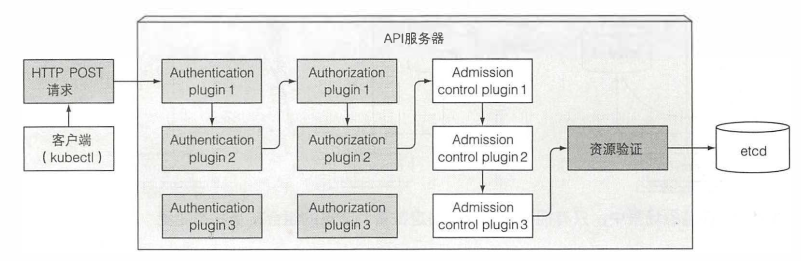 API服务器
HTTP POST
请求
客户端
（kubectl）
Authentication
plugin 1
Authentication
plugin 2
Authentication
plugin 3
Authorization
plugin 1
Authorization
plugin 2
Authorization
plugin 3
Admission
control plugin 1
Admission
control plugin 2
Admission
control plugin 3
资源验证
etcd